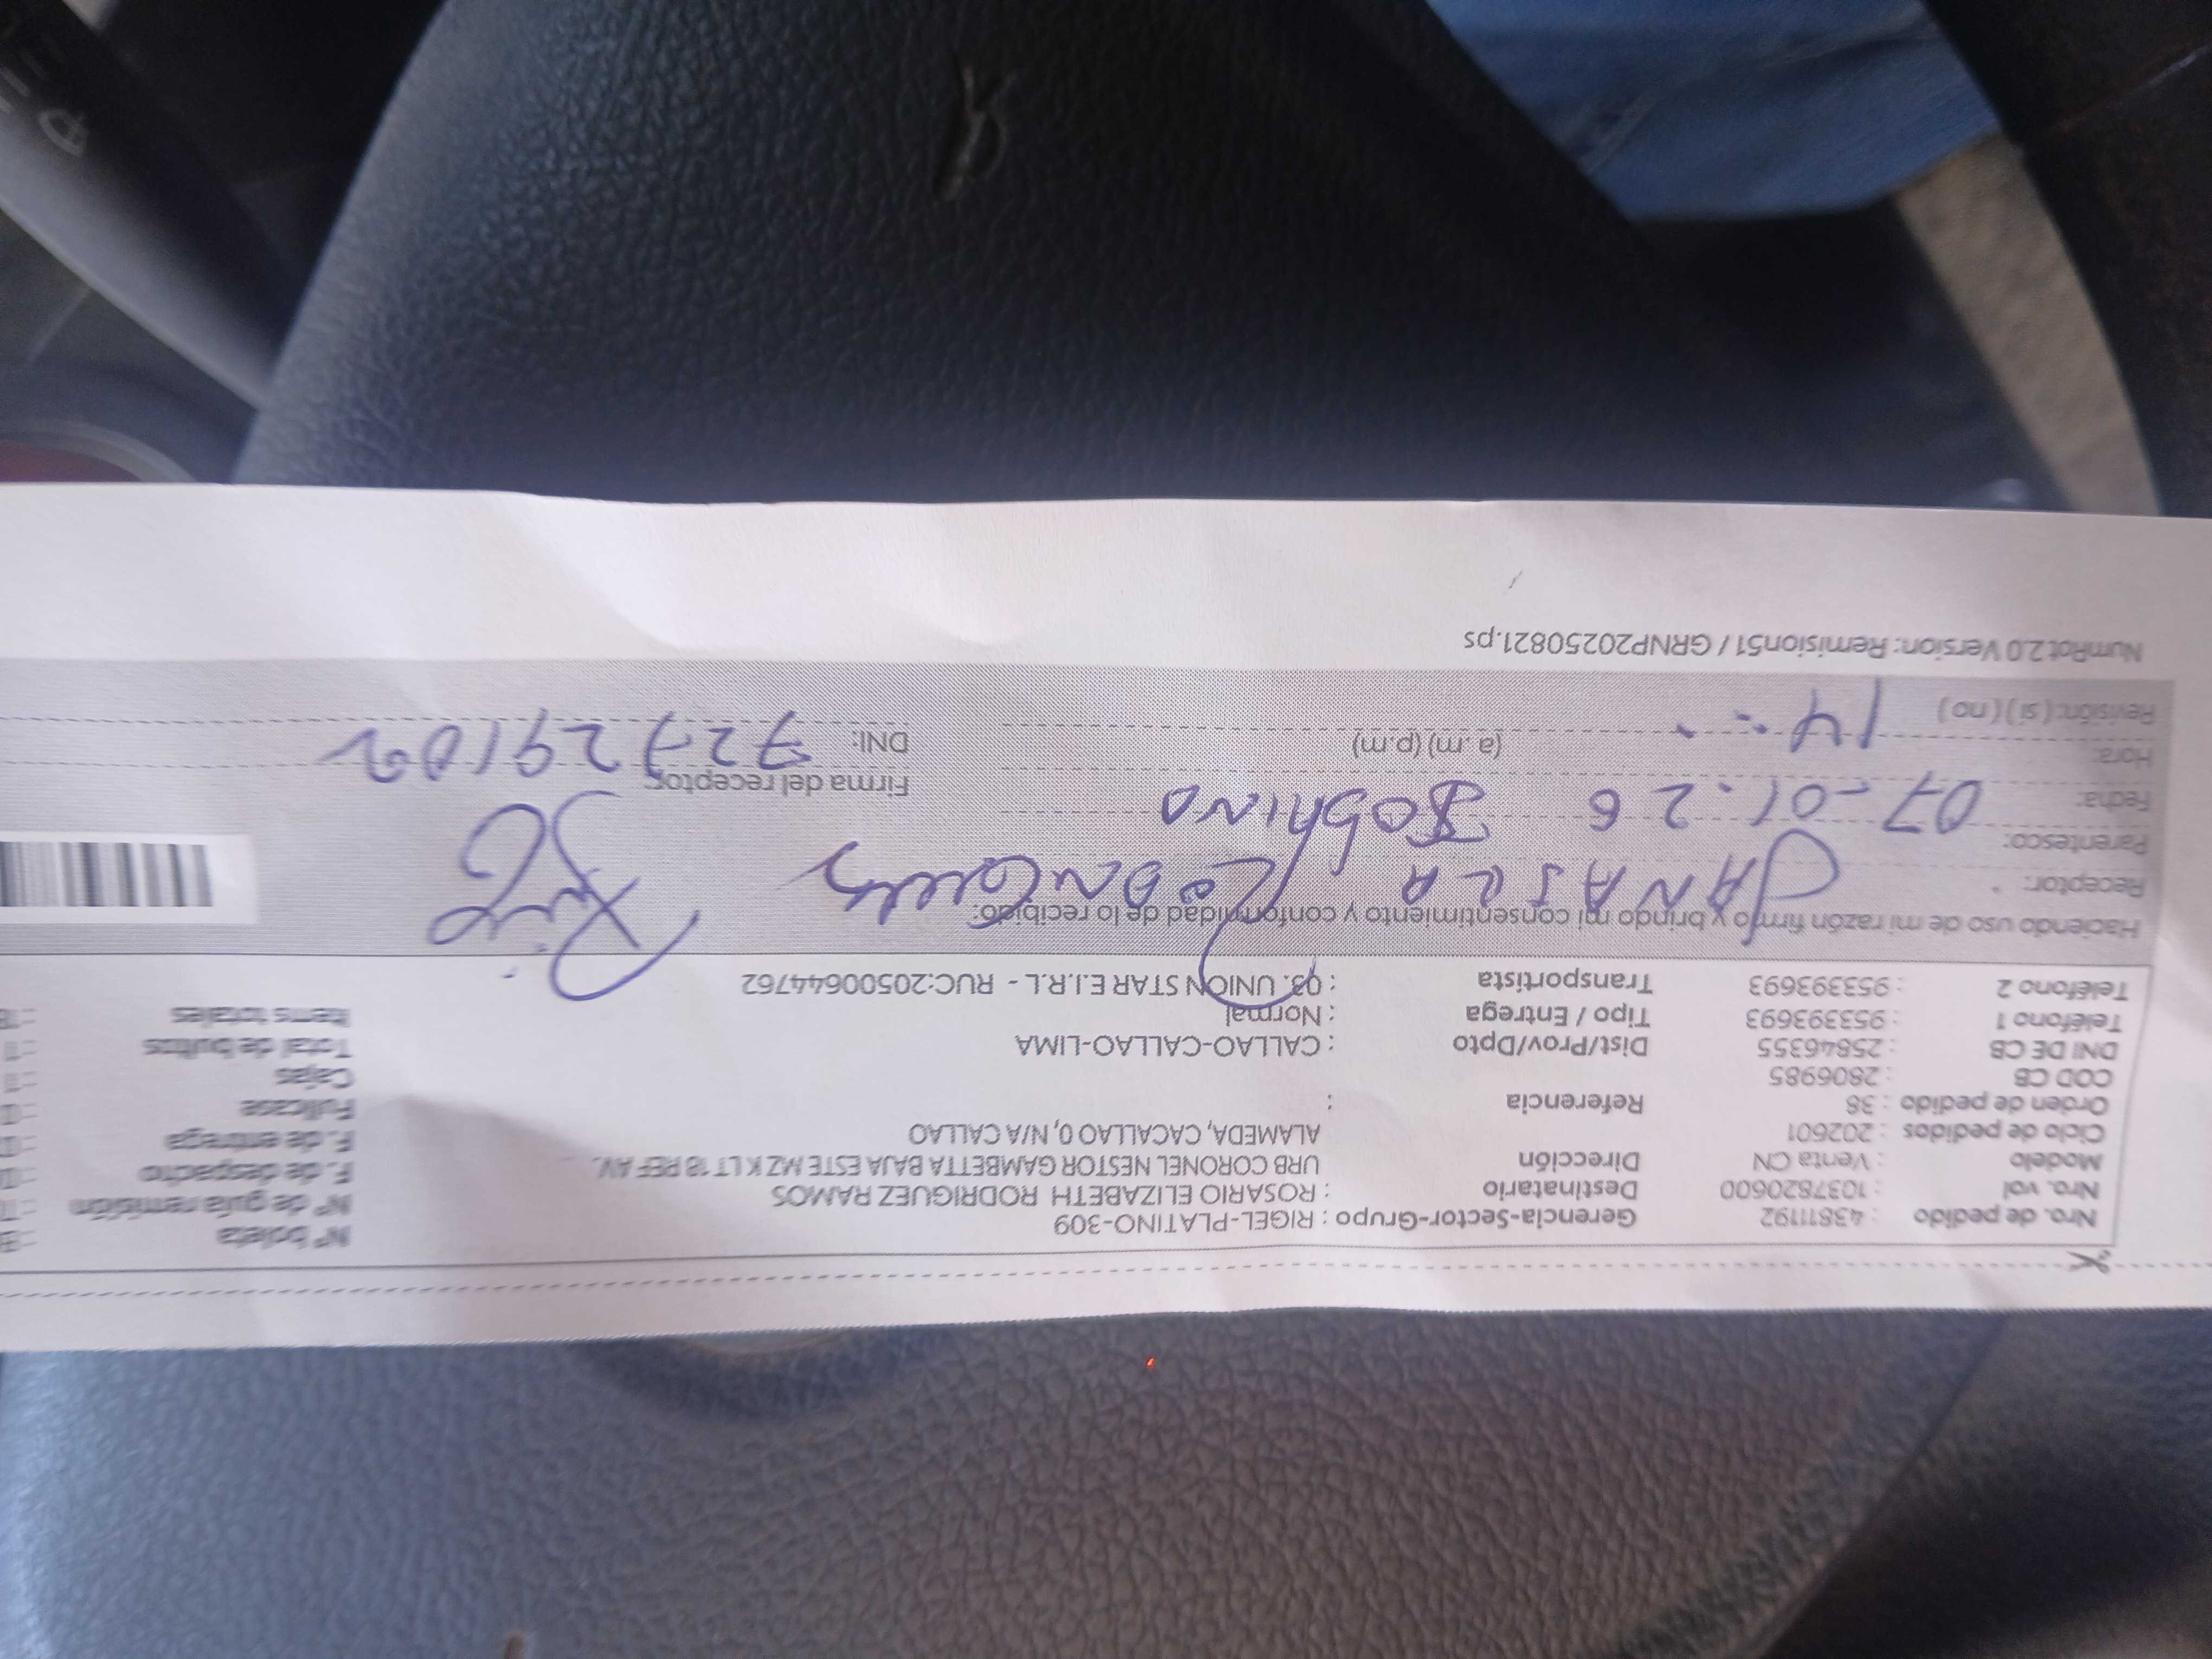 Nro. de pedido : 43811192 Gerencia-Sector-Grupo : RIGEL-PLATINO-309 Nº boleta
Nro. vol : 1037820600 Destinatario : ROSARIO ELIZABETH RODRIGUEZ RAMOS Nº de guía remisión
Modelo : Venta CN Dirección URB CORONEL NESTOR GAMBETTA BAJA ESTE MZ K LT 18 REF AV. F. de despacho
Ciclo de pedidos : 202601 ALAMEDA, CACALLAO 0, N/A CALLAO F. de entrega
Orden de pedido : 38 Referencia : Fullcase
COD CB : 2806985 Cajas
DNI DE CB : 25846355 Dist/Prov/Dpto : CALLAO-CALLAO-LIMA Total de bultos
Teléfono 1 : 953393693 Tipo / Entrega : Normal Items totales
Teléfono 2 : 953393693 Transportista : 93. UNION STAR E.I.R.L - RUC:20500644762
Haciendo uso de mi razón firmo y brindo mi consentimiento y conformidad de lo recibido:
Receptor:
Parentesco: Sobrina
Fecha: 07-01-26 Firma del receptor:
Hora: 14 (a.m) (p.m) DNI: 72729102
Revisión: (si) (no)
NumRot2.0 Version: Remision51 / GRNP20250821.ps